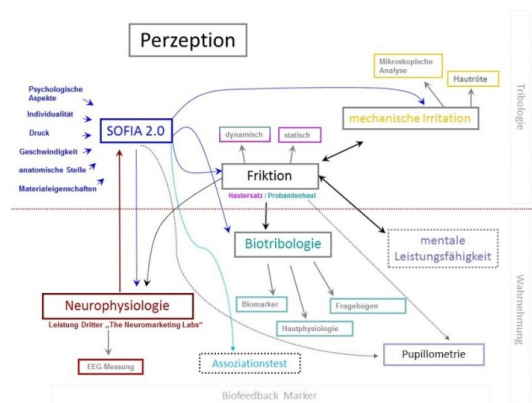 Perzeption
Mikroskopische
Analyse
Hautröte
Tribologie
Psychologische
Aspekte
Individualität
Druck
Geschwindigkeit
anatomische Stelle
Materialeigenschaften
SOFIA 2.0
mechanische Irritation
dynamisch
statisch
Friktion
Hautersatz / Probandenhaut
Biotribologie
mentale
Leistungsfähigkeit
Wahrnehmung
Neurophysiologie
Leistung Dritter „The Neuromarketing Labs"
Biomarker
Fragebögen
Hautphysiologie
EEG-Messung
Assoziationstest
Pupillometrie
Biofeedback Marker